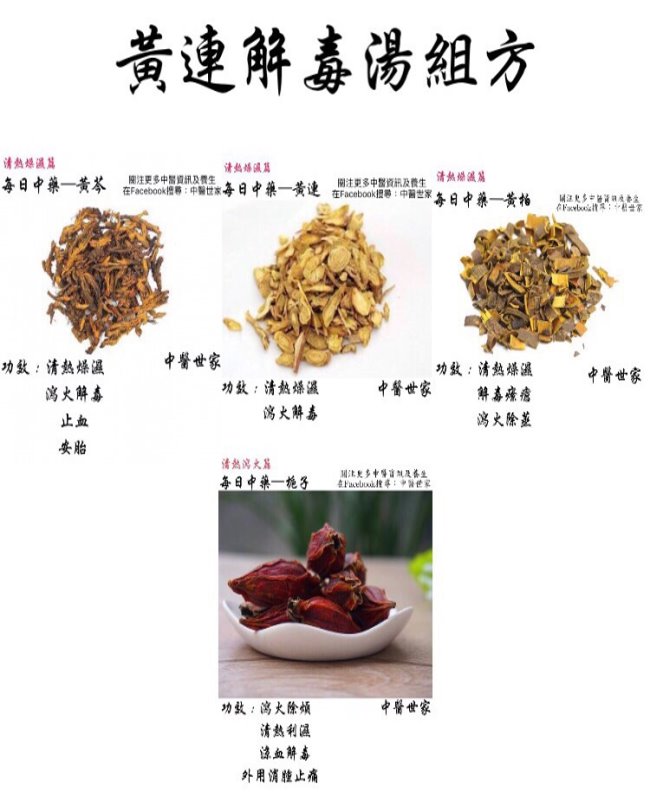 黃連解毒湯組方
清熱燥濕篇
每日中藥—黃芩
關注更多中醫資訊及養生
在Facebook搜尋：中醫世家
功效：清熱燥濕
瀉火解毒
止血
安胎
中醫世家
清熱燥濕篇
每日中藥—黃連
關注更多中醫資訊及養生
在Facebook搜尋：中醫世家
功效：清熱燥濕
瀉火解毒
中醫世家
清熱燥濕篇
每日中藥—黃柏
關注更多中醫資訊及養生
在Facebook搜尋：中醫世家
功效：清熱燥濕
解毒療瘡
瀉火除蒸
中醫世家
清熱瀉火篇
每日中藥—梔子
關注更多中醫資訊及養生
在Facebook搜尋：中醫世家
功效：瀉火除煩
清熱利濕
涼血解毒
外用消腫止痛
中醫世家